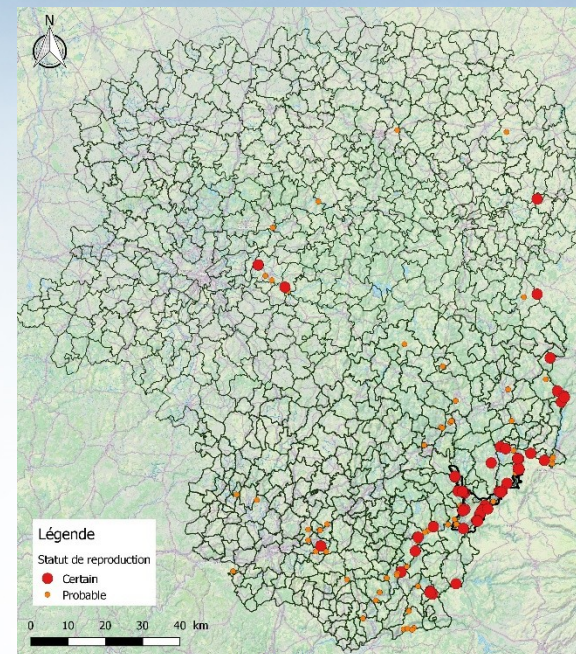 N
Légende
Statut de reproduction
Certain
Probable
0 10 20 30 40 km